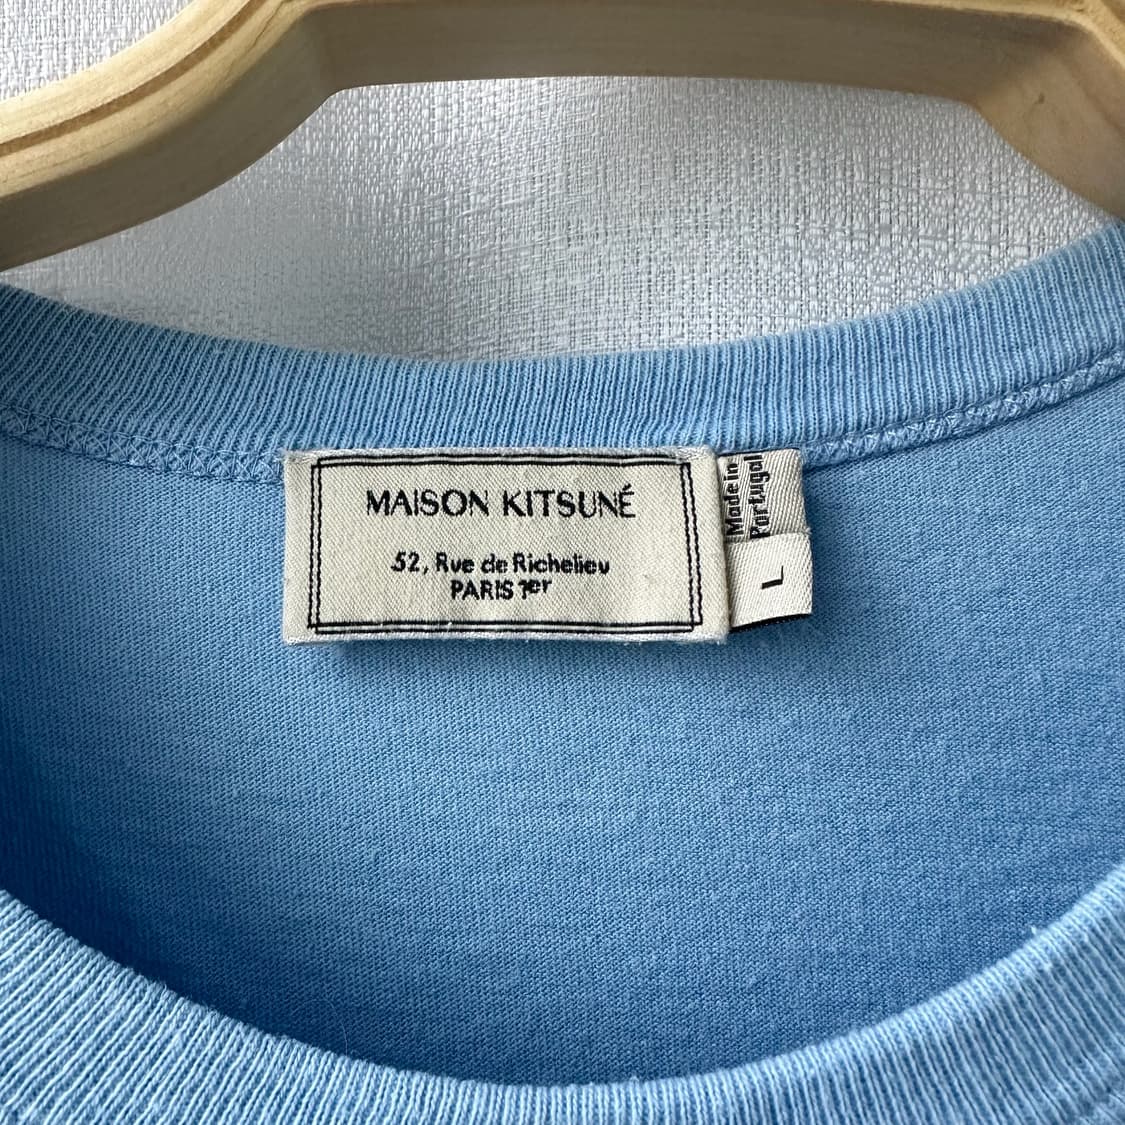 MAISON KITSUNÉ
52, Rue de Richelieu
PARIS 1er
Made in
Portugal
L